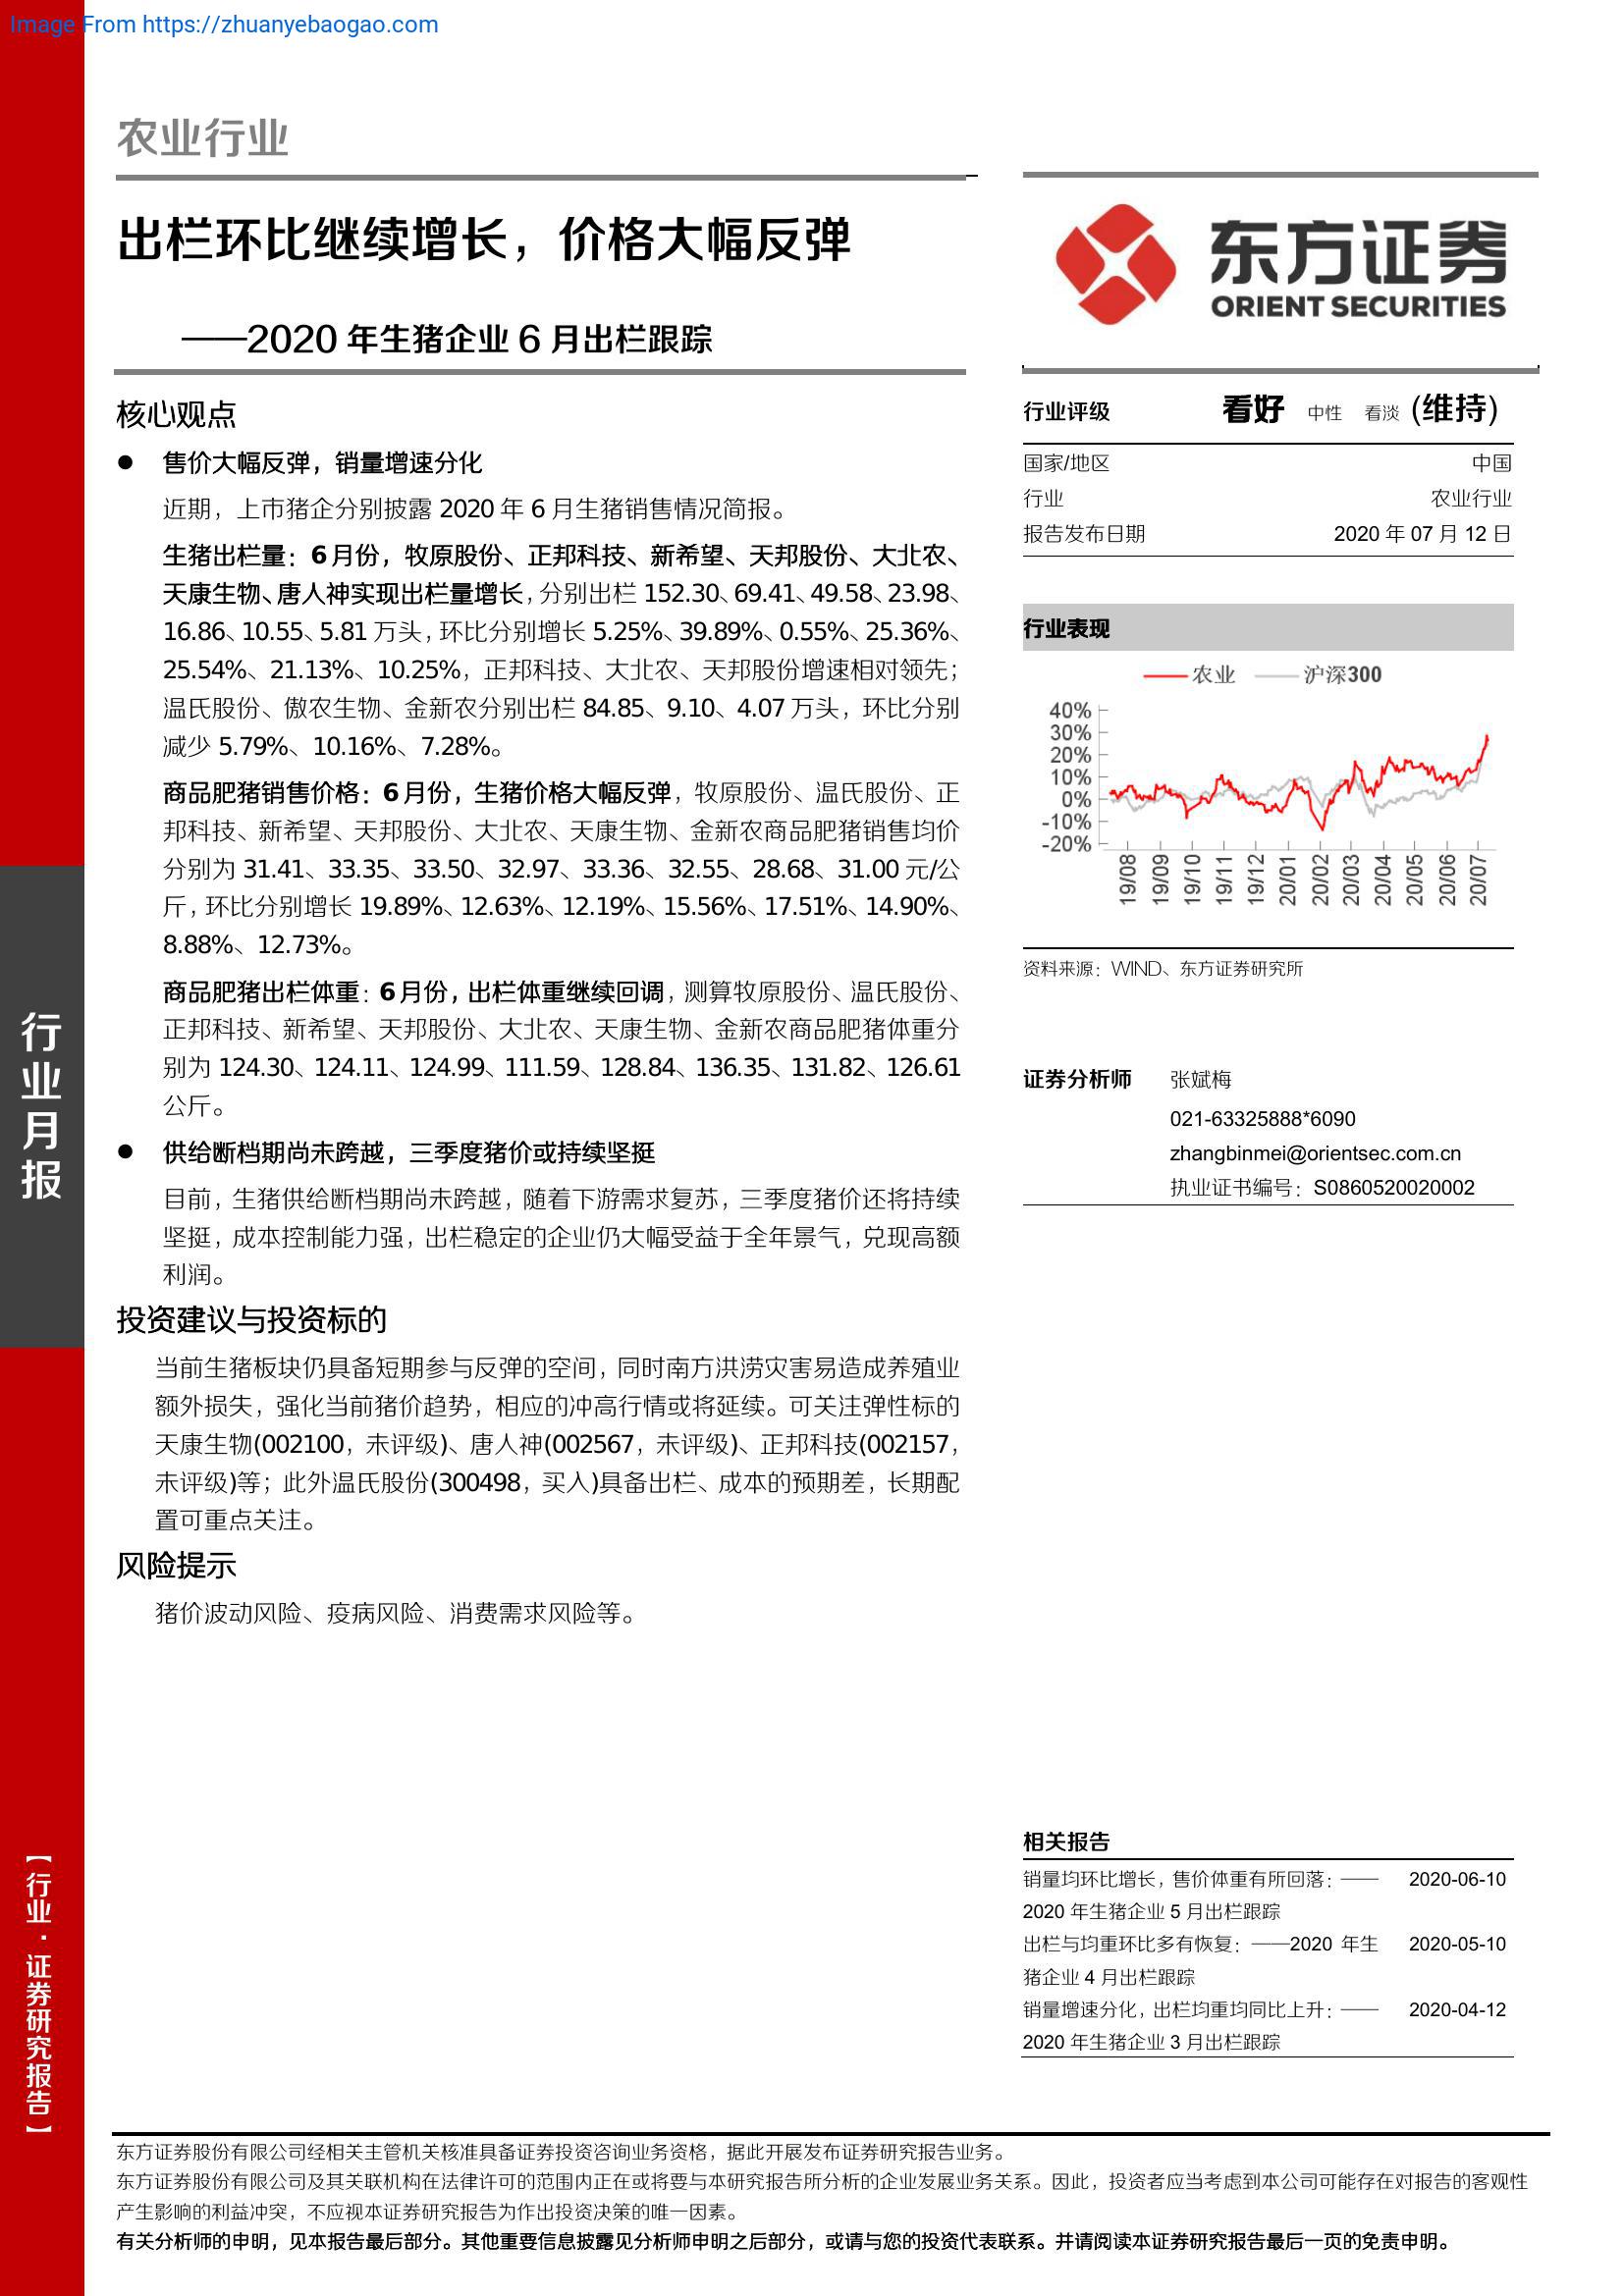 Image From https://zhuanyebaogao.com
农业行业
出栏环比继续增长，价格大幅反弹
——2020 年生猪企业 6 月出栏跟踪
核心观点
● 售价大幅反弹，销量增速分化
近期，上市猪企分别披露 2020 年 6 月生猪销售情况简报。
生猪出栏量：6 月份，牧原股份、正邦科技、新希望、天邦股份、大北农、
天康生物、唐人神实现出栏量增长，分别出栏 152.30、69.41、49.58、23.98、
16.86、10.55、5.81 万头，环比分别增长 5.25%、39.89%、0.55%、25.36%、
25.54%、21.13%、10.25%，正邦科技、大北农、天邦股份增速相对领先；
温氏股份、傲农生物、金新农分别出栏 84.85、9.10、4.07 万头，环比分别
减少 5.79%、10.16%、7.28%。
商品肥猪销售价格：6 月份，生猪价格大幅反弹，牧原股份、温氏股份、正
邦科技、新希望、天邦股份、大北农、天康生物、金新农商品肥猪销售均价
分别为 31.41、33.35、33.50、32.97、33.36、32.55、28.68、31.00 元/公
斤，环比分别增长 19.89%、12.63%、12.19%、15.56%、17.51%、14.90%、
8.88%、12.73%。
商品肥猪出栏体重：6 月份，出栏体重继续回调，测算牧原股份、温氏股份、
正邦科技、新希望、天邦股份、大北农、天康生物、金新农商品肥猪体重分
别为 124.30、124.11、124.99、111.59、128.84、136.35、131.82、126.61
公斤。
● 供给断档期尚未跨越，三季度猪价或持续坚挺
目前，生猪供给断档期尚未跨越，随着下游需求复苏，三季度猪价还将持续
坚挺，成本控制能力强，出栏稳定的企业仍大幅受益于全年景气，兑现高额
利润。
投资建议与投资标的
当前生猪板块仍具备短期参与反弹的空间，同时南方洪涝灾害易造成养殖业
额外损失，强化当前猪价趋势，相应的冲高行情或将延续。可关注弹性标的
天康生物(002100，未评级)、唐人神(002567，未评级)、正邦科技(002157，
未评级)等；此外温氏股份(300498，买入)具备出栏、成本的预期差，长期配
置可重点关注。
风险提示
猪价波动风险、疫病风险、消费需求风险等。
东方证券
ORIENT SECURITIES
行业评级 看好 中性 看淡 (维持)
国家/地区 中国
行业 农业行业
报告发布日期 2020 年 07 月 12 日
行业表现
农业 沪深300
40%
30%
20%
10%
0%
-10%
-20%
19/08 19/09 19/10 19/11 19/12 20/01 20/02 20/03 20/04 20/05 20/06 20/07
资料来源：WIND、东方证券研究所
证券分析师 张斌梅
021-63325888*6090
zhangbinmei@orientsec.com.cn
执业证书编号：S0860520020002
相关报告
销量均环比增长，售价体重有所回落：—— 2020-06-10
2020 年生猪企业 5 月出栏跟踪
出栏与均重环比多有恢复：——2020 年生 2020-05-10
猪企业 4 月出栏跟踪
销量增速分化，出栏均重均同比上升：—— 2020-04-12
2020 年生猪企业 3 月出栏跟踪
行业月报
【行业·证券研究报告】
东方证券股份有限公司经相关主管机关核准具备证券投资咨询业务资格，据此开展发布证券研究报告业务。
东方证券股份有限公司及其关联机构在法律许可的范围内正在或将要与本研究报告所分析的企业发展业务关系。因此，投资者应当考虑到本公司可能存在对报告的客观性
产生影响的利益冲突，不应视本证券研究报告为作出投资决策的唯一因素。
有关分析师的申明，见本报告最后部分。其他重要信息披露见分析师申明之后部分，或请与您的投资代表联系。并请阅读本证券研究报告最后一页的免责申明。